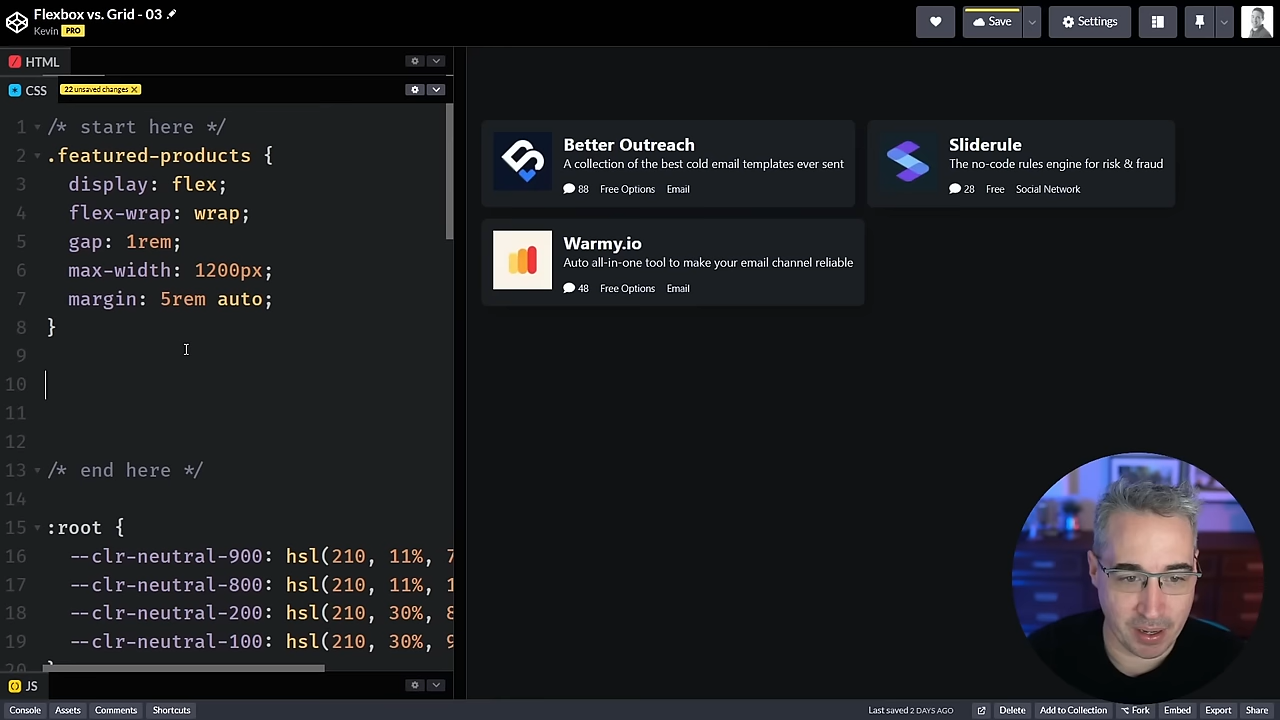 Flexbox vs. Grid - 03
Kevin PRO
Save
Settings
HTML
CSS
22 unsaved changes X
1 /* start here */
2 .featured-products {
3 display: flex;
4 flex-wrap: wrap;
5 gap: 1rem;
6 max-width: 1200px;
7 margin: 5rem auto;
8 }
9
10
11
12
13 /* end here */
14
15 :root {
16 --clr-neutral-900: hsl(210, 11%, 7
17 --clr-neutral-800: hsl(210, 11%, 1
18 --clr-neutral-200: hsl(210, 30%, 8
19 --clr-neutral-100: hsl(210, 30%, 9
20 }
JS
Better Outreach
A collection of the best cold email templates ever sent
88 Free Options Email
Sliderule
The no-code rules engine for risk & fraud
28 Free Social Network
Warmy.io
Auto all-in-one tool to make your email channel reliable
48 Free Options Email
Console Assets Comments Shortcuts
Last saved 2 DAYS AGO Delete Add to Collection Fork Embed Export Share